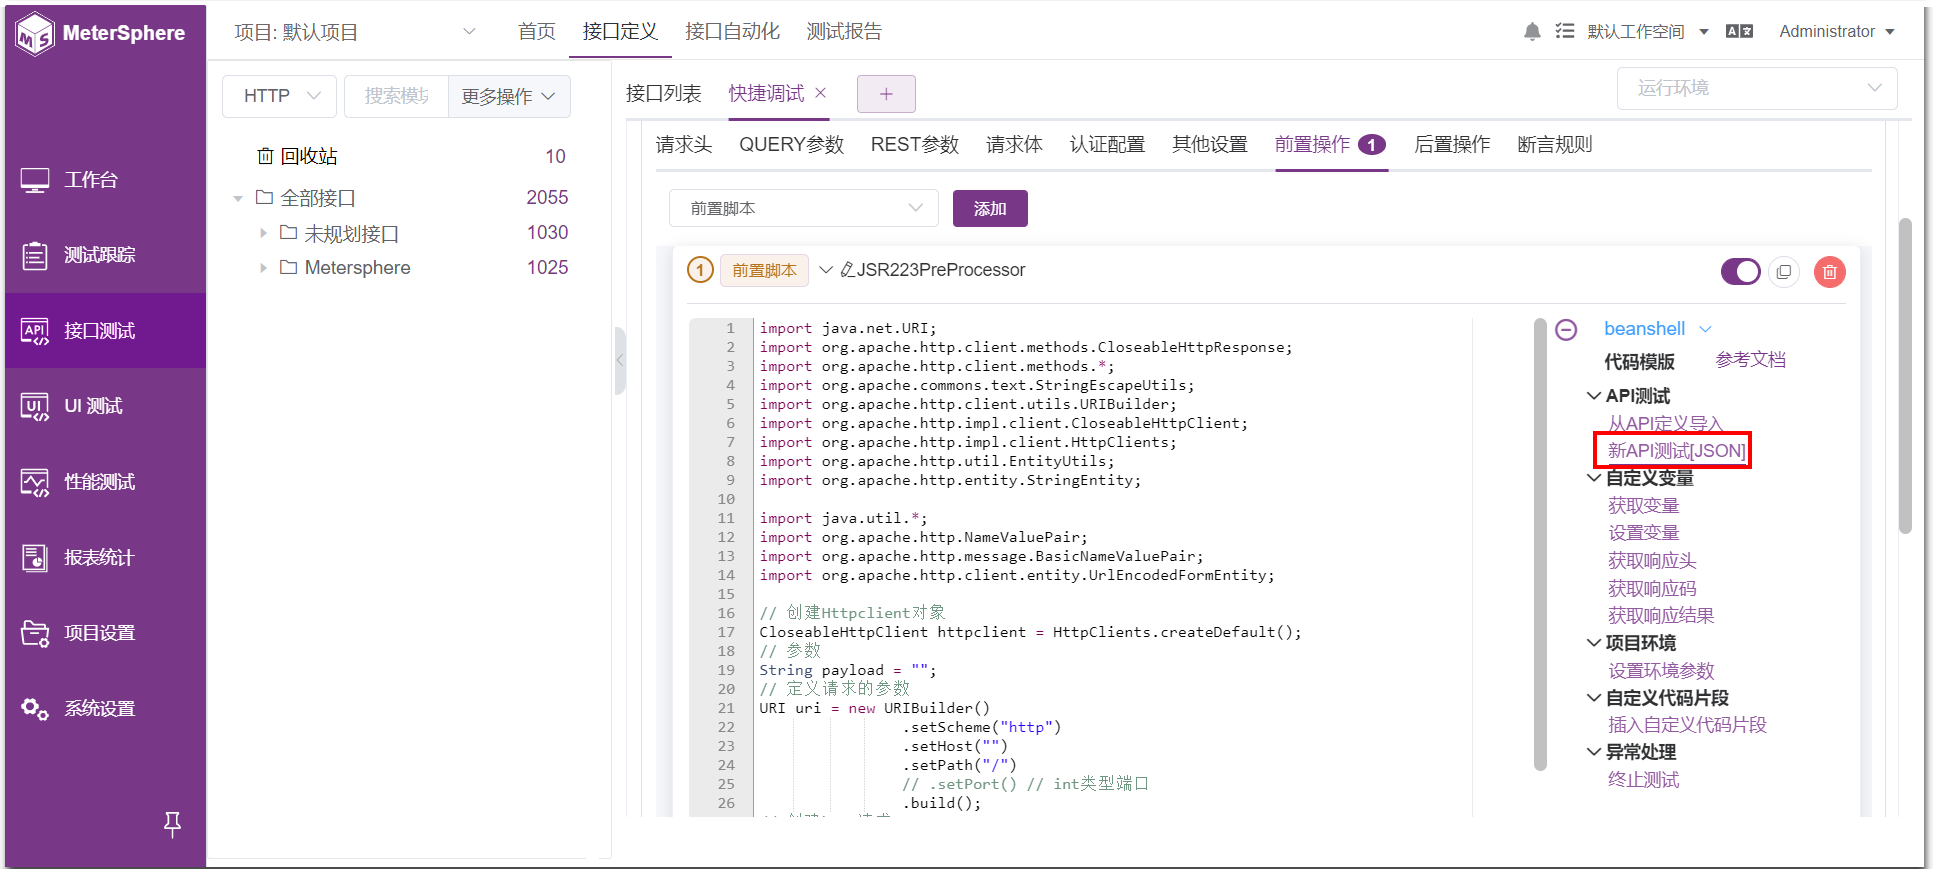 MeterSphere
项目: 默认项目
首页
接口定义
接口自动化
测试报告
默认工作空间
Administrator
工作台
测试跟踪
API
接口测试
UI
UI 测试
性能测试
报表统计
项目设置
系统设置
HTTP
搜索模块
更多操作
回收站 10
全部接口 2055
未规划接口 1030
Metersphere 1025
接口列表
快捷调试
+
运行环境
请求头
QUERY参数
REST参数
请求体
认证配置
其他设置
前置操作 1
后置操作
断言规则
前置脚本
添加
1 前置脚本 JSR223PreProcessor
1 import java.net.URI;
2 import org.apache.http.client.methods.CloseableHttpResponse;
3 import org.apache.http.client.methods.*;
4 import org.apache.commons.text.StringEscapeUtils;
5 import org.apache.http.client.utils.URIBuilder;
6 import org.apache.http.impl.client.CloseableHttpClient;
7 import org.apache.http.impl.client.HttpClients;
8 import org.apache.http.util.EntityUtils;
9 import org.apache.http.entity.StringEntity;
10
11 import java.util.*;
12 import org.apache.http.NameValuePair;
13 import org.apache.http.message.BasicNameValuePair;
14 import org.apache.http.client.entity.UrlEncodedFormEntity;
15
16 // 创建Httpclient对象
17 CloseableHttpClient httpclient = HttpClients.createDefault();
18 // 参数
19 String payload = "";
20 // 定义请求的参数
21 URI uri = new URIBuilder()
22 .setScheme("http")
23 .setHost("")
24 .setPath("/")
25 // .setPort() // int类型端口
26 .build();
beanshell
代码模版 参考文档
API测试
从API定义导入
新API测试[JSON]
自定义变量
获取变量
设置变量
获取响应头
获取响应码
获取响应结果
项目环境
设置环境参数
自定义代码片段
插入自定义代码片段
异常处理
终止测试